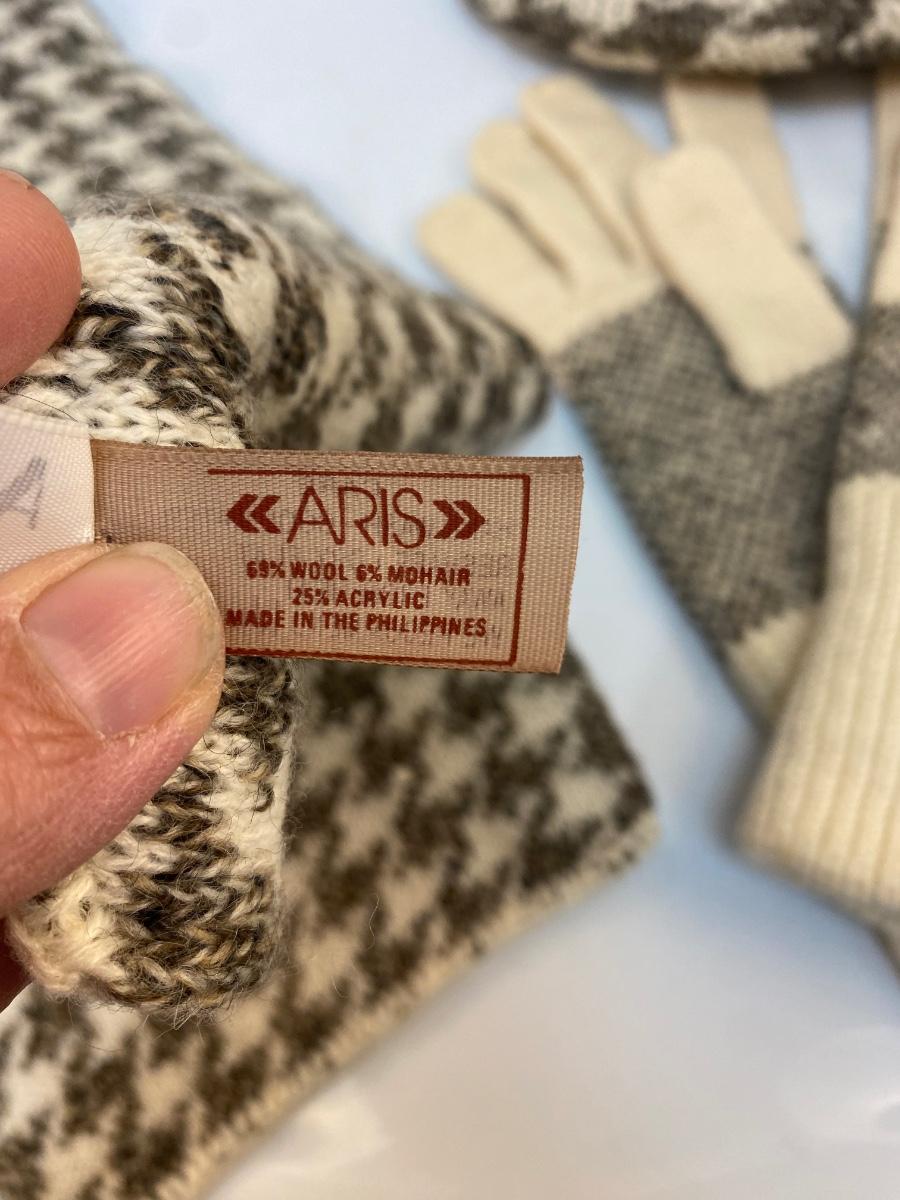 « ARIS »
69% WOOL 6% MOHAIR
25% ACRYLIC
MADE IN THE PHILIPPINES